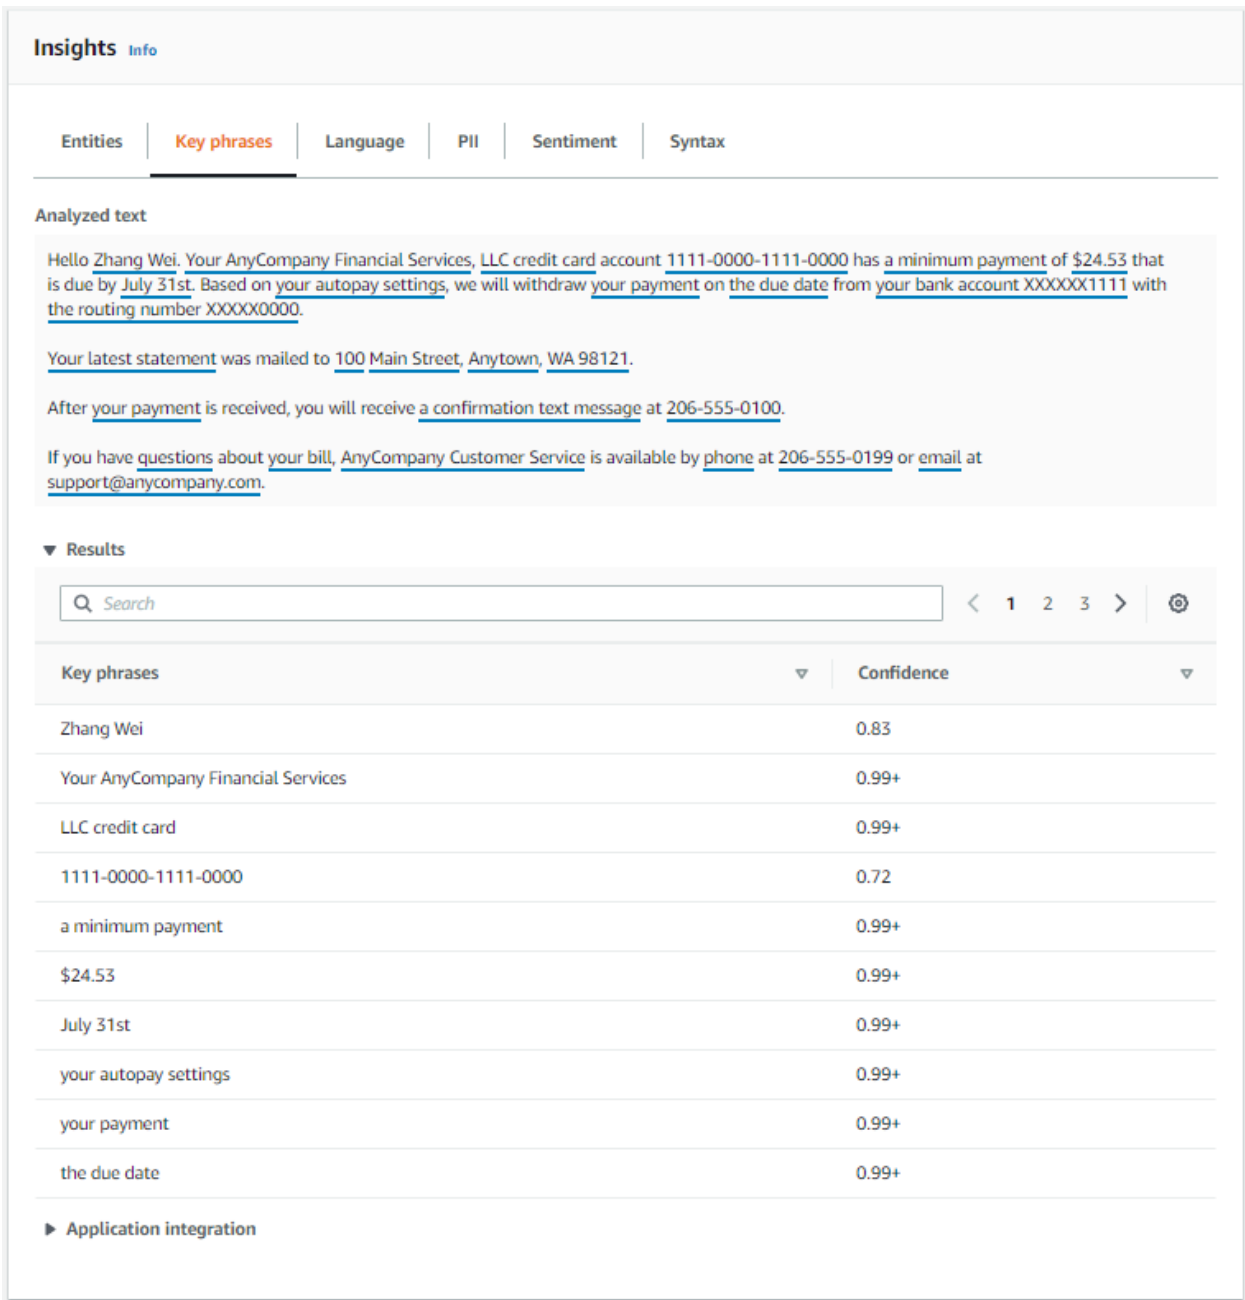 Insights Info
Entities
Key phrases
Language
PII
Sentiment
Syntax
Analyzed text
Hello Zhang Wei. Your AnyCompany Financial Services, LLC credit card account 1111-0000-1111-0000 has a minimum payment of $24.53 that
is due by July 31st. Based on your autopay settings, we will withdraw your payment on the due date from your bank account XXXXXX1111 with
the routing number XXXXX0000.
Your latest statement was mailed to 100 Main Street, Anytown, WA 98121.
After your payment is received, you will receive a confirmation text message at 206-555-0100.
If you have questions about your bill, AnyCompany Customer Service is available by phone at 206-555-0199 or email at
support@anycompany.com.
Results
Search
1 2 3
Key phrases Confidence
Zhang Wei 0.83
Your AnyCompany Financial Services 0.99+
LLC credit card 0.99+
1111-0000-1111-0000 0.72
a minimum payment 0.99+
$24.53 0.99+
July 31st 0.99+
your autopay settings 0.99+
your payment 0.99+
the due date 0.99+
Application integration